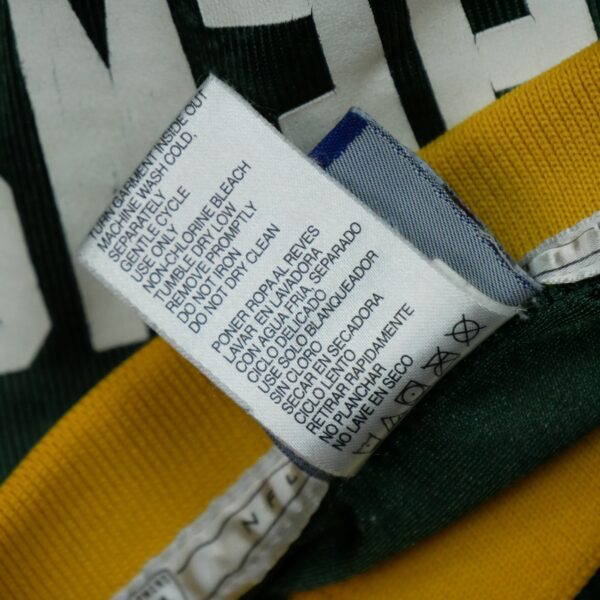 TURN GARMENT INSIDE OUT
MACHINE WASH COLD,
SEPARATELY
GENTLE CYCLE
USE ONLY
NON-CHLORINE BLEACH
TUMBLE DRY LOW
REMOVE PROMPTLY
DO NOT IRON
DO NOT DRY CLEAN
PONER ROPA AL REVES
LAVAR EN LAVADORA
CON AGUA FRIA, SEPARADO
CICLO DELICADO
USE SOLO BLANQUEADOR
SIN CLORO
SECAR EN SECADORA
CICLO LENTO
RETIRAR RAPIDAMENTE
NO PLANCHAR
NO LAVE EN SECO
NFL